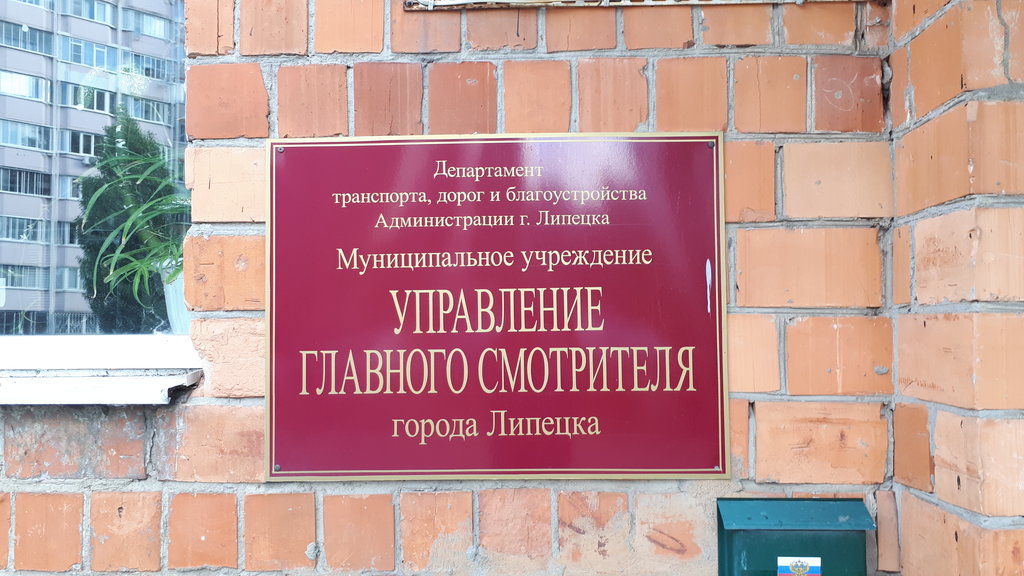 Департамент
транспорта, дорог и благоустройства
Администрации г. Липецка
Муниципальное учреждение
УПРАВЛЕНИЕ
ГЛАВНОГО СМОТРИТЕЛЯ
города Липецка